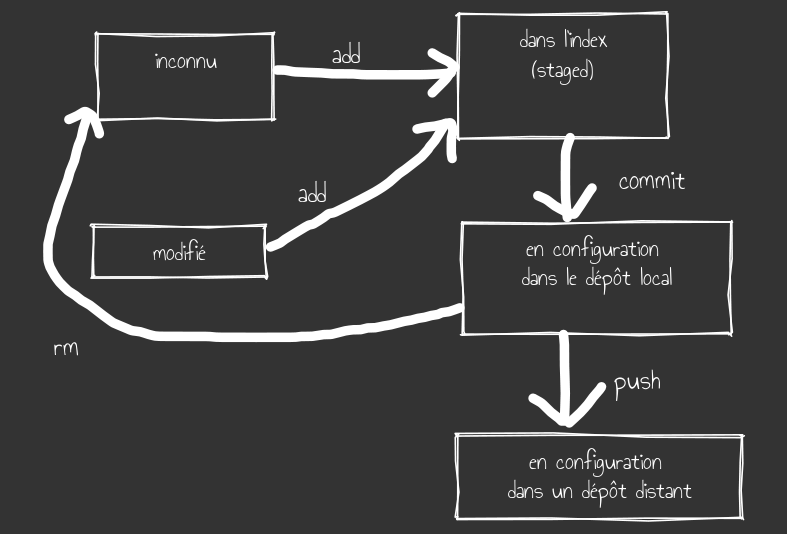 inconnu
add
dans l'index
(staged)
add
commit
modifié
en configuration
dans le dépôt local
rm
push
en configuration
dans un dépôt distant